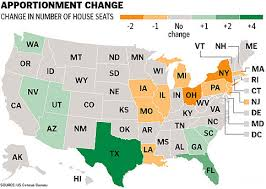 APPORTIONMENT CHANGE
CHANGE IN NUMBER OF HOUSE SEATS
-2 -1 No change +1 +2 +4
VT NH
WA
MT ND MN ME
OR ID SD WI MI NY MA
WY RI
NV NE IA PA CT
UT CO IL IN OH NJ
CA KS MO WV VA DE
KY MD
AZ NM OK AR TN NC DC
SC
MS AL GA
TX LA
FL
AK
HI
SOURCE: US Census Bureau